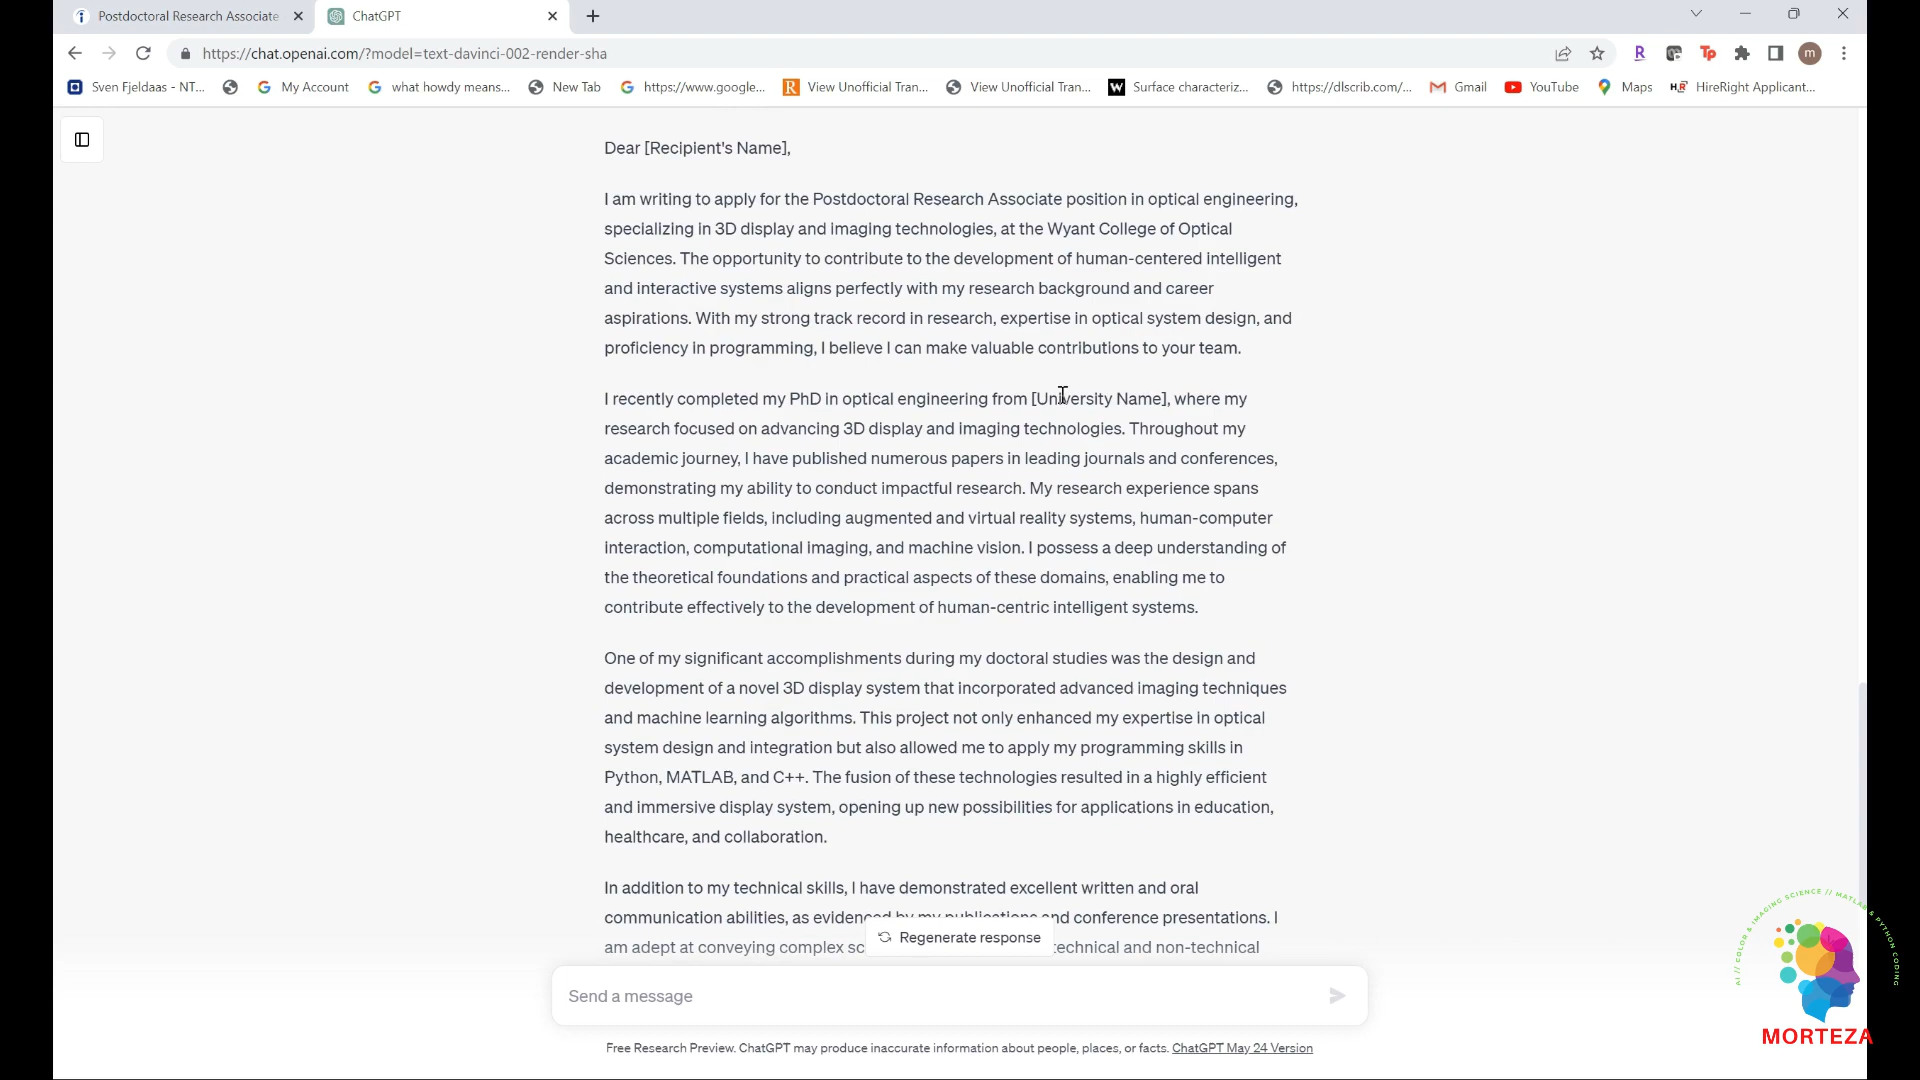 Postdoctoral Research Associate
ChatGPT
https://chat.openai.com/?model=text-davinci-002-render-sha
R
Tp
m
Sven Fjeldaas - NT...
My Account
what howdy means...
New Tab
https://www.google...
View Unofficial Tran...
View Unofficial Tran...
Surface characteriz...
https://dlscrib.com/...
Gmail
YouTube
Maps
HireRight Applicant...
Dear [Recipient's Name],
I am writing to apply for the Postdoctoral Research Associate position in optical engineering,
specializing in 3D display and imaging technologies, at the Wyant College of Optical
Sciences. The opportunity to contribute to the development of human-centered intelligent
and interactive systems aligns perfectly with my research background and career
aspirations. With my strong track record in research, expertise in optical system design, and
proficiency in programming, I believe I can make valuable contributions to your team.
I recently completed my PhD in optical engineering from [University Name], where my
research focused on advancing 3D display and imaging technologies. Throughout my
academic journey, I have published numerous papers in leading journals and conferences,
demonstrating my ability to conduct impactful research. My research experience spans
across multiple fields, including augmented and virtual reality systems, human-computer
interaction, computational imaging, and machine vision. I possess a deep understanding of
the theoretical foundations and practical aspects of these domains, enabling me to
contribute effectively to the development of human-centric intelligent systems.
One of my significant accomplishments during my doctoral studies was the design and
development of a novel 3D display system that incorporated advanced imaging techniques
and machine learning algorithms. This project not only enhanced my expertise in optical
system design and integration but also allowed me to apply my programming skills in
Python, MATLAB, and C++. The fusion of these technologies resulted in a highly efficient
and immersive display system, opening up new possibilities for applications in education,
healthcare, and collaboration.
In addition to my technical skills, I have demonstrated excellent written and oral
communication abilities, as evidenced by my publications and conference presentations. I
am adept at conveying complex sc technical and non-technical
Regenerate response
Send a message
Free Research Preview. ChatGPT may produce inaccurate information about people, places, or facts. ChatGPT May 24 Version
AI // COLOR & IMAGING SCIENCE // MATLAB & PYTHON CODING
MORTEZA